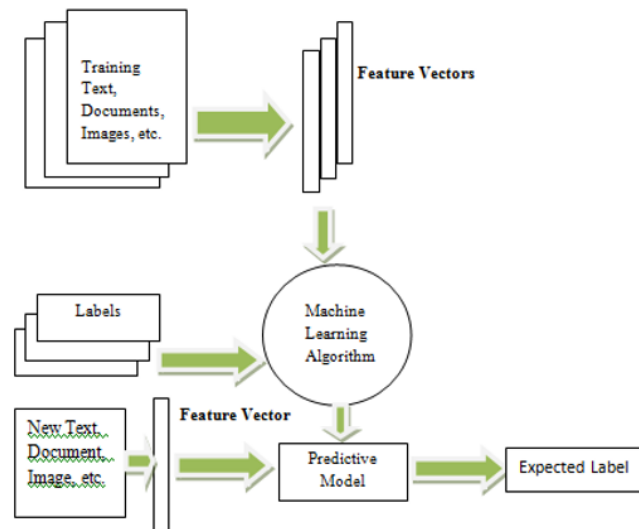 Training
Text,
Documents,
Images, etc.
Feature Vectors
Labels
Machine
Learning
Algorithm
New Text,
Document,
Image, etc.
Feature Vector
Predictive
Model
Expected Label